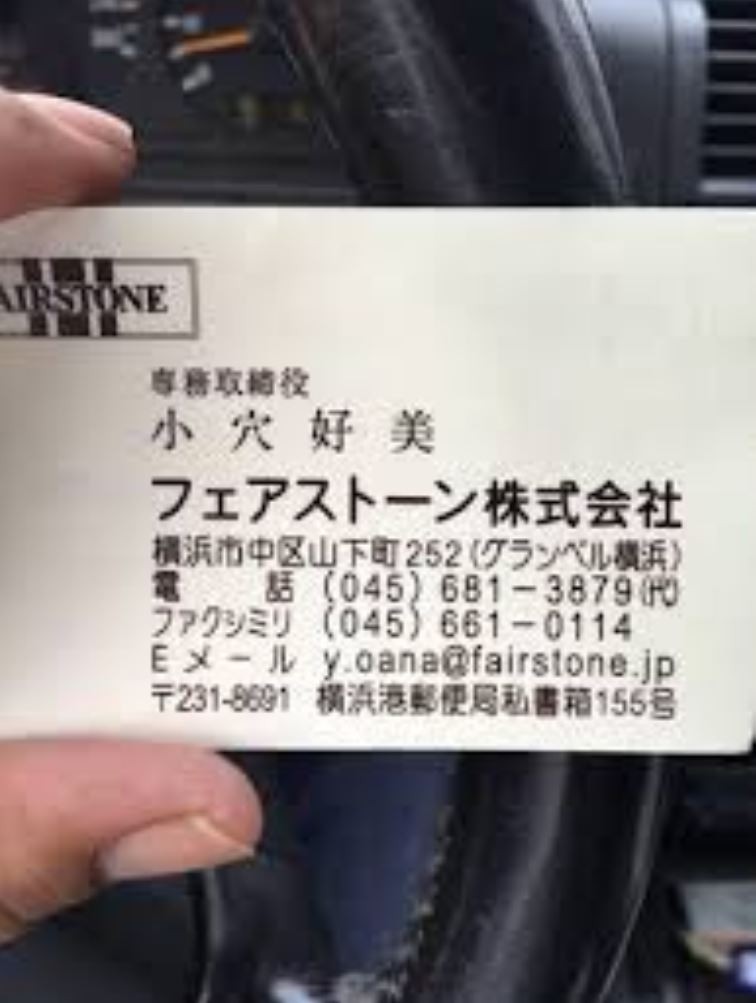 AIRSTONE
専務取締役
小穴好美
フェアストーン株式会社
横浜市中区山下町252(グランベル横浜)
電　話 (045) 681-3879(代)
ファクシミリ (045) 661-0114
Eメール y.oana@fairstone.jp
〒231-8691 横浜港郵便局私書箱155号